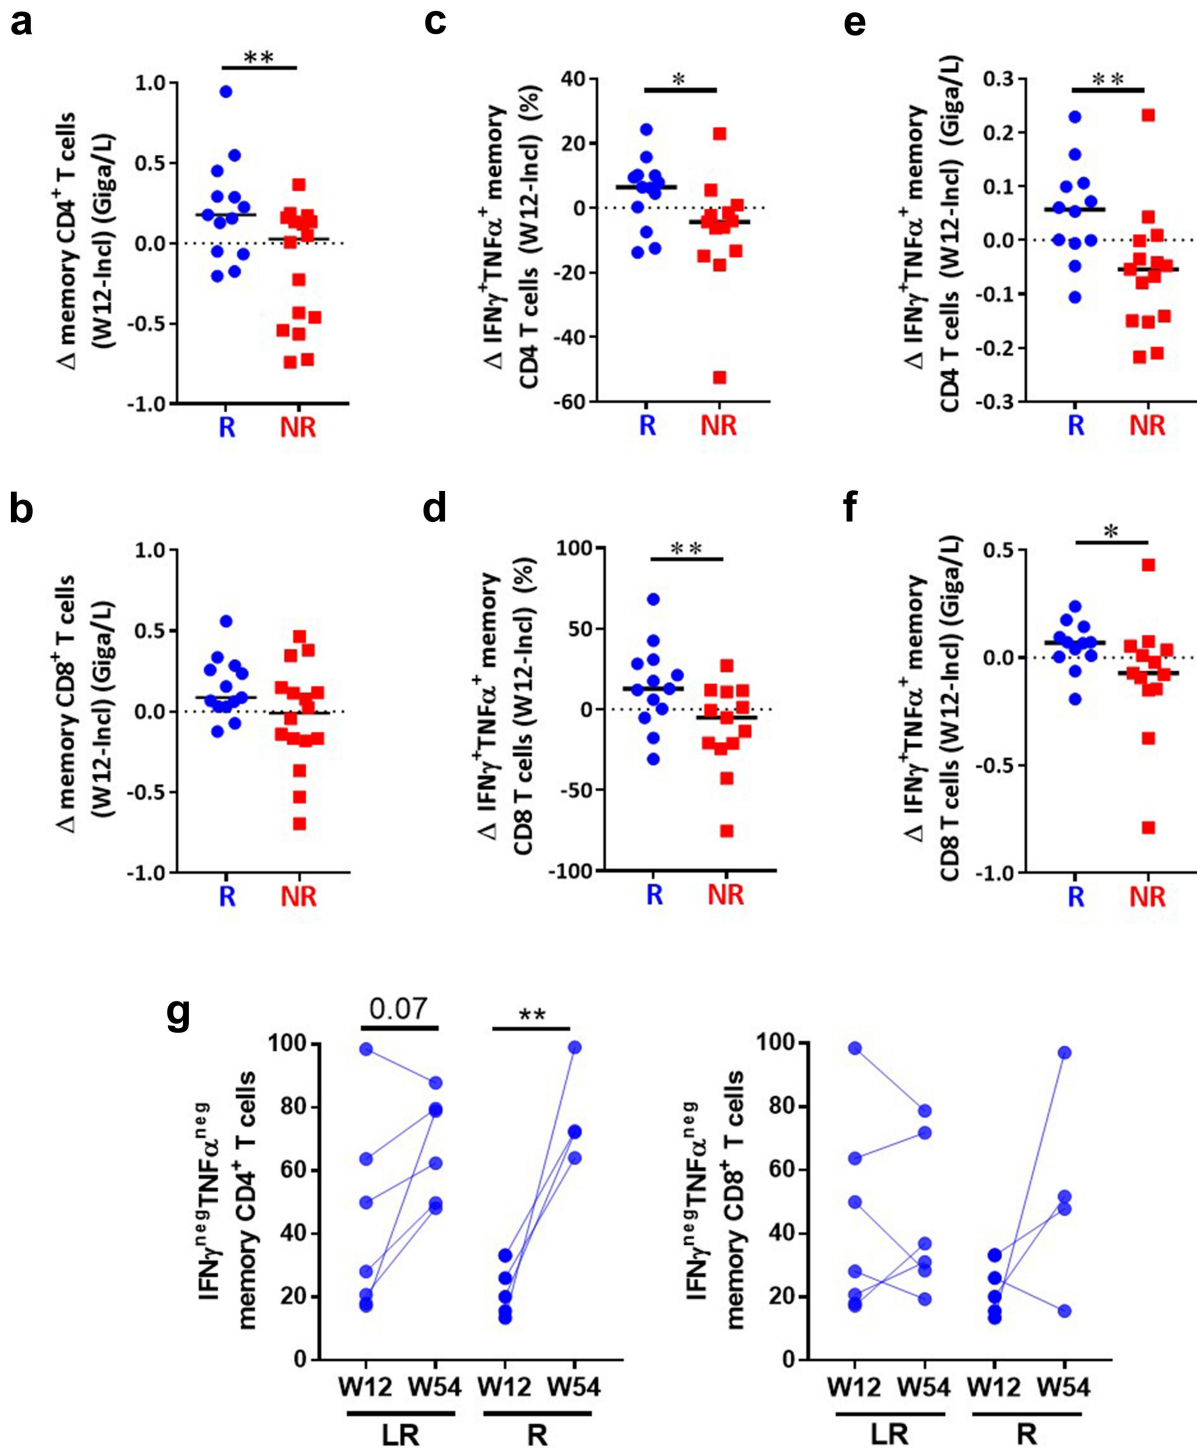 a
**
Δ memory CD4⁺ T cells
(W12-Incl) (Giga/L)
1.0
0.5
0.0
-0.5
-1.0
R NR
c
*
Δ IFNγ⁺TNFα⁺ memory
CD4 T cells (W12-Incl) (%)
40
20
0
-20
-40
-60
R NR
e
**
Δ IFNγ⁺TNFα⁺ memory
CD4 T cells (W12-Incl) (Giga/L)
0.3
0.2
0.1
0.0
-0.1
-0.2
-0.3
R NR
b
Δ memory CD8⁺ T cells
(W12-Incl) (Giga/L)
1.0
0.5
0.0
-0.5
-1.0
R NR
d
**
Δ IFNγ⁺TNFα⁺ memory
CD8 T cells (W12-Incl) (%)
100
50
0
-50
-100
R NR
f
*
Δ IFNγ⁺TNFα⁺ memory
CD8 T cells (W12-Incl) (Giga/L)
0.5
0.0
-0.5
-1.0
R NR
g
0.07 **
IFNγⁿᵉᵍTNFαⁿᵉᵍ
memory CD4⁺ T cells
100
80
60
40
20
0
W12 W54 W12 W54
LR R
IFNγⁿᵉᵍTNFαⁿᵉᵍ
memory CD8⁺ T cells
100
80
60
40
20
0
W12 W54 W12 W54
LR R